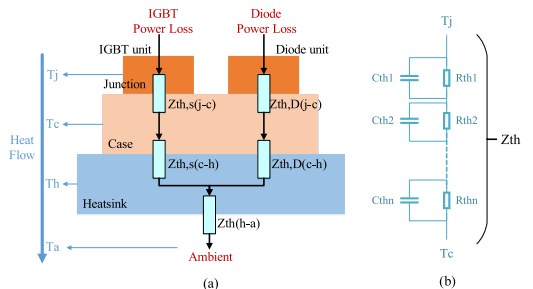 IGBT
Power Loss
Diode
Power Loss
IGBT unit
Diode unit
Tj
Junction
Zth,s(j-c)
Zth,D(j-c)
Tc
Case
Heat
Flow
Zth,s(c-h)
Zth,D(c-h)
Th
Heatsink
Zth(h-a)
Ta
Ambient
(a)
Tj
Cth1
Rth1
Cth2
Rth2
Zth
Cthn
Rthn
Tc
(b)